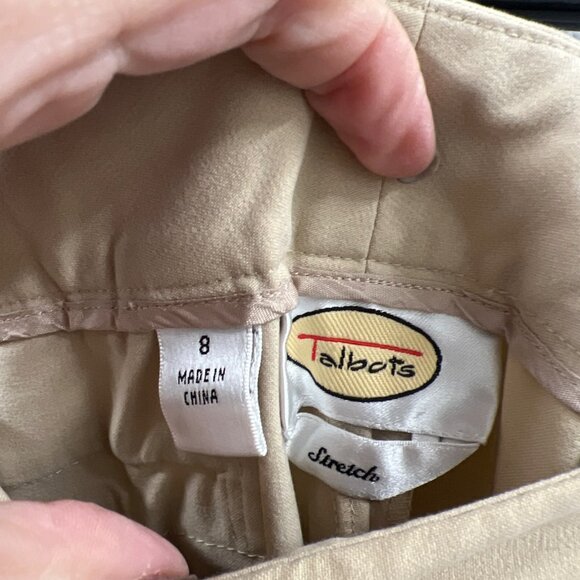 8
MADE IN
CHINA
Talbots
Stretch